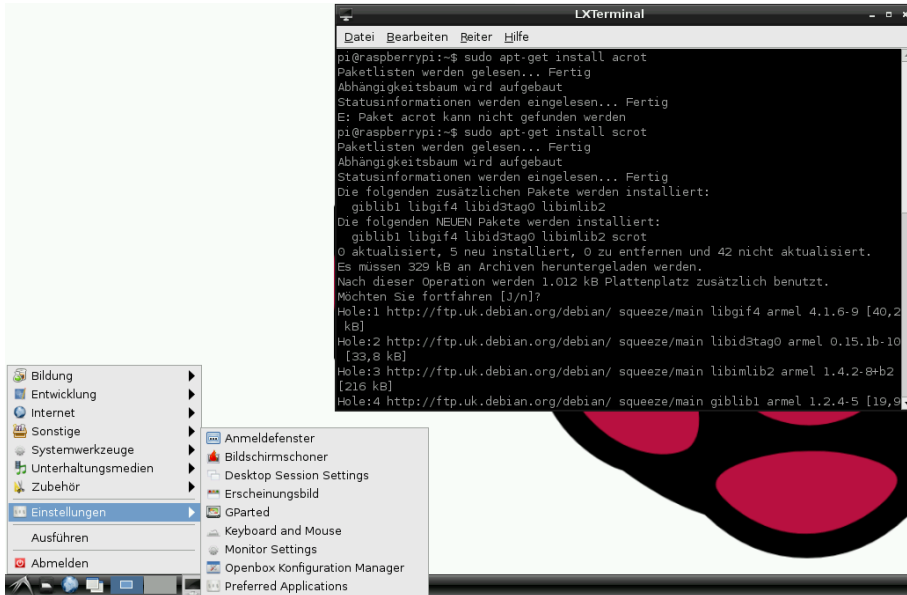 LXTerminal
Datei Bearbeiten Reiter Hilfe
pi@raspberrypi:~$ sudo apt-get install acrot
Paketlisten werden gelesen... Fertig
Abhängigkeitsbaum wird aufgebaut
Statusinformationen werden eingelesen... Fertig
E: Paket acrot kann nicht gefunden werden
pi@raspberrypi:~$ sudo apt-get install scrot
Paketlisten werden gelesen... Fertig
Abhängigkeitsbaum wird aufgebaut
Statusinformationen werden eingelesen... Fertig
Die folgenden zusätzlichen Pakete werden installiert:
giblib1 libgif4 libid3tag0 libimlib2
Die folgenden NEUEN Pakete werden installiert:
giblib1 libgif4 libid3tag0 libimlib2 scrot
0 aktualisiert, 5 neu installiert, 0 zu entfernen und 42 nicht aktualisiert.
Es müssen 329 kB an Archiven heruntergeladen werden.
Nach dieser Operation werden 1.012 kB Plattenplatz zusätzlich benutzt.
Möchten Sie fortfahren [J/n]?
Hole:1 http://ftp.uk.debian.org/debian/ squeeze/main libgif4 armel 4.1.6-9 [40,2
kB]
Hole:2 http://ftp.uk.debian.org/debian/ squeeze/main libid3tag0 armel 0.15.1b-10
[33,8 kB]
Hole:3 http://ftp.uk.debian.org/debian/ squeeze/main libimlib2 armel 1.4.2-8+b2
[216 kB]
Hole:4 http://ftp.uk.debian.org/debian/ squeeze/main giblib1 armel 1.2.4-5 [19,9
Bildung
Entwicklung
Internet
Sonstige
Systemwerkzeuge
Unterhaltungsmedien
Zubehör
Einstellungen
Ausführen
Abmelden
Anmeldefenster
Bildschirmschoner
Desktop Session Settings
Erscheinungsbild
GParted
Keyboard and Mouse
Monitor Settings
Openbox Konfiguration Manager
Preferred Applications